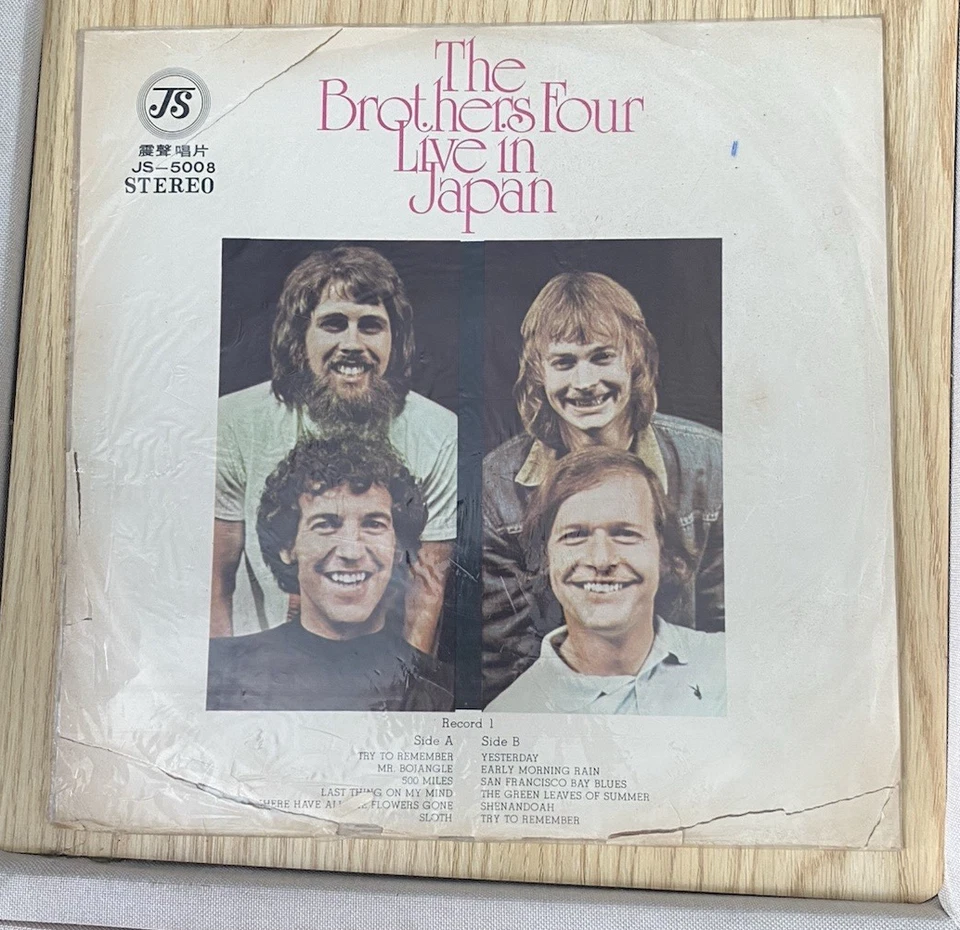 The
Brothers Four
Live in
Japan
JS
震聲唱片
JS-5008
STEREO
Record 1
Side A
TRY TO REMEMBER
MR. BOJANGLE
500 MILES
LAST THING ON MY MIND
HAVE FLOWERS GONE
SLOTH
Side B
YESTERDAY
EARLY MORNING RAIN
SAN FRANCISCO BAY BLUES
THE GREEN LEAVES OF SUMMER
SHENANDOAH
TRY TO REMEMBER